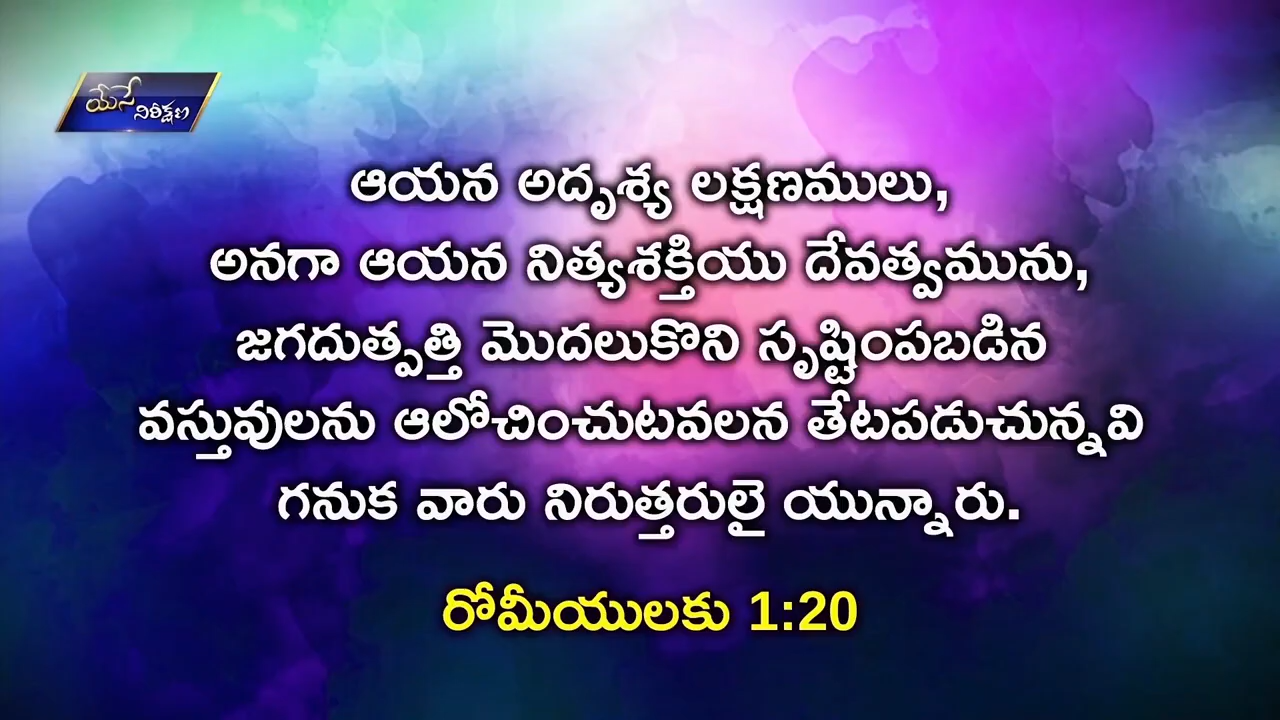 యేసే
నిరీక్షణ
ఆయన అదృశ్య లక్షణములు,
అనగా ఆయన నిత్యశక్తియు దేవత్వమును,
జగదుత్పత్తి మొదలుకొని సృష్టింపబడిన
వస్తువులను ఆలోచించుటవలన తేటపడుచున్నవి
గనుక వారు నిరుత్తరులై యున్నారు.
రోమీయులకు 1:20